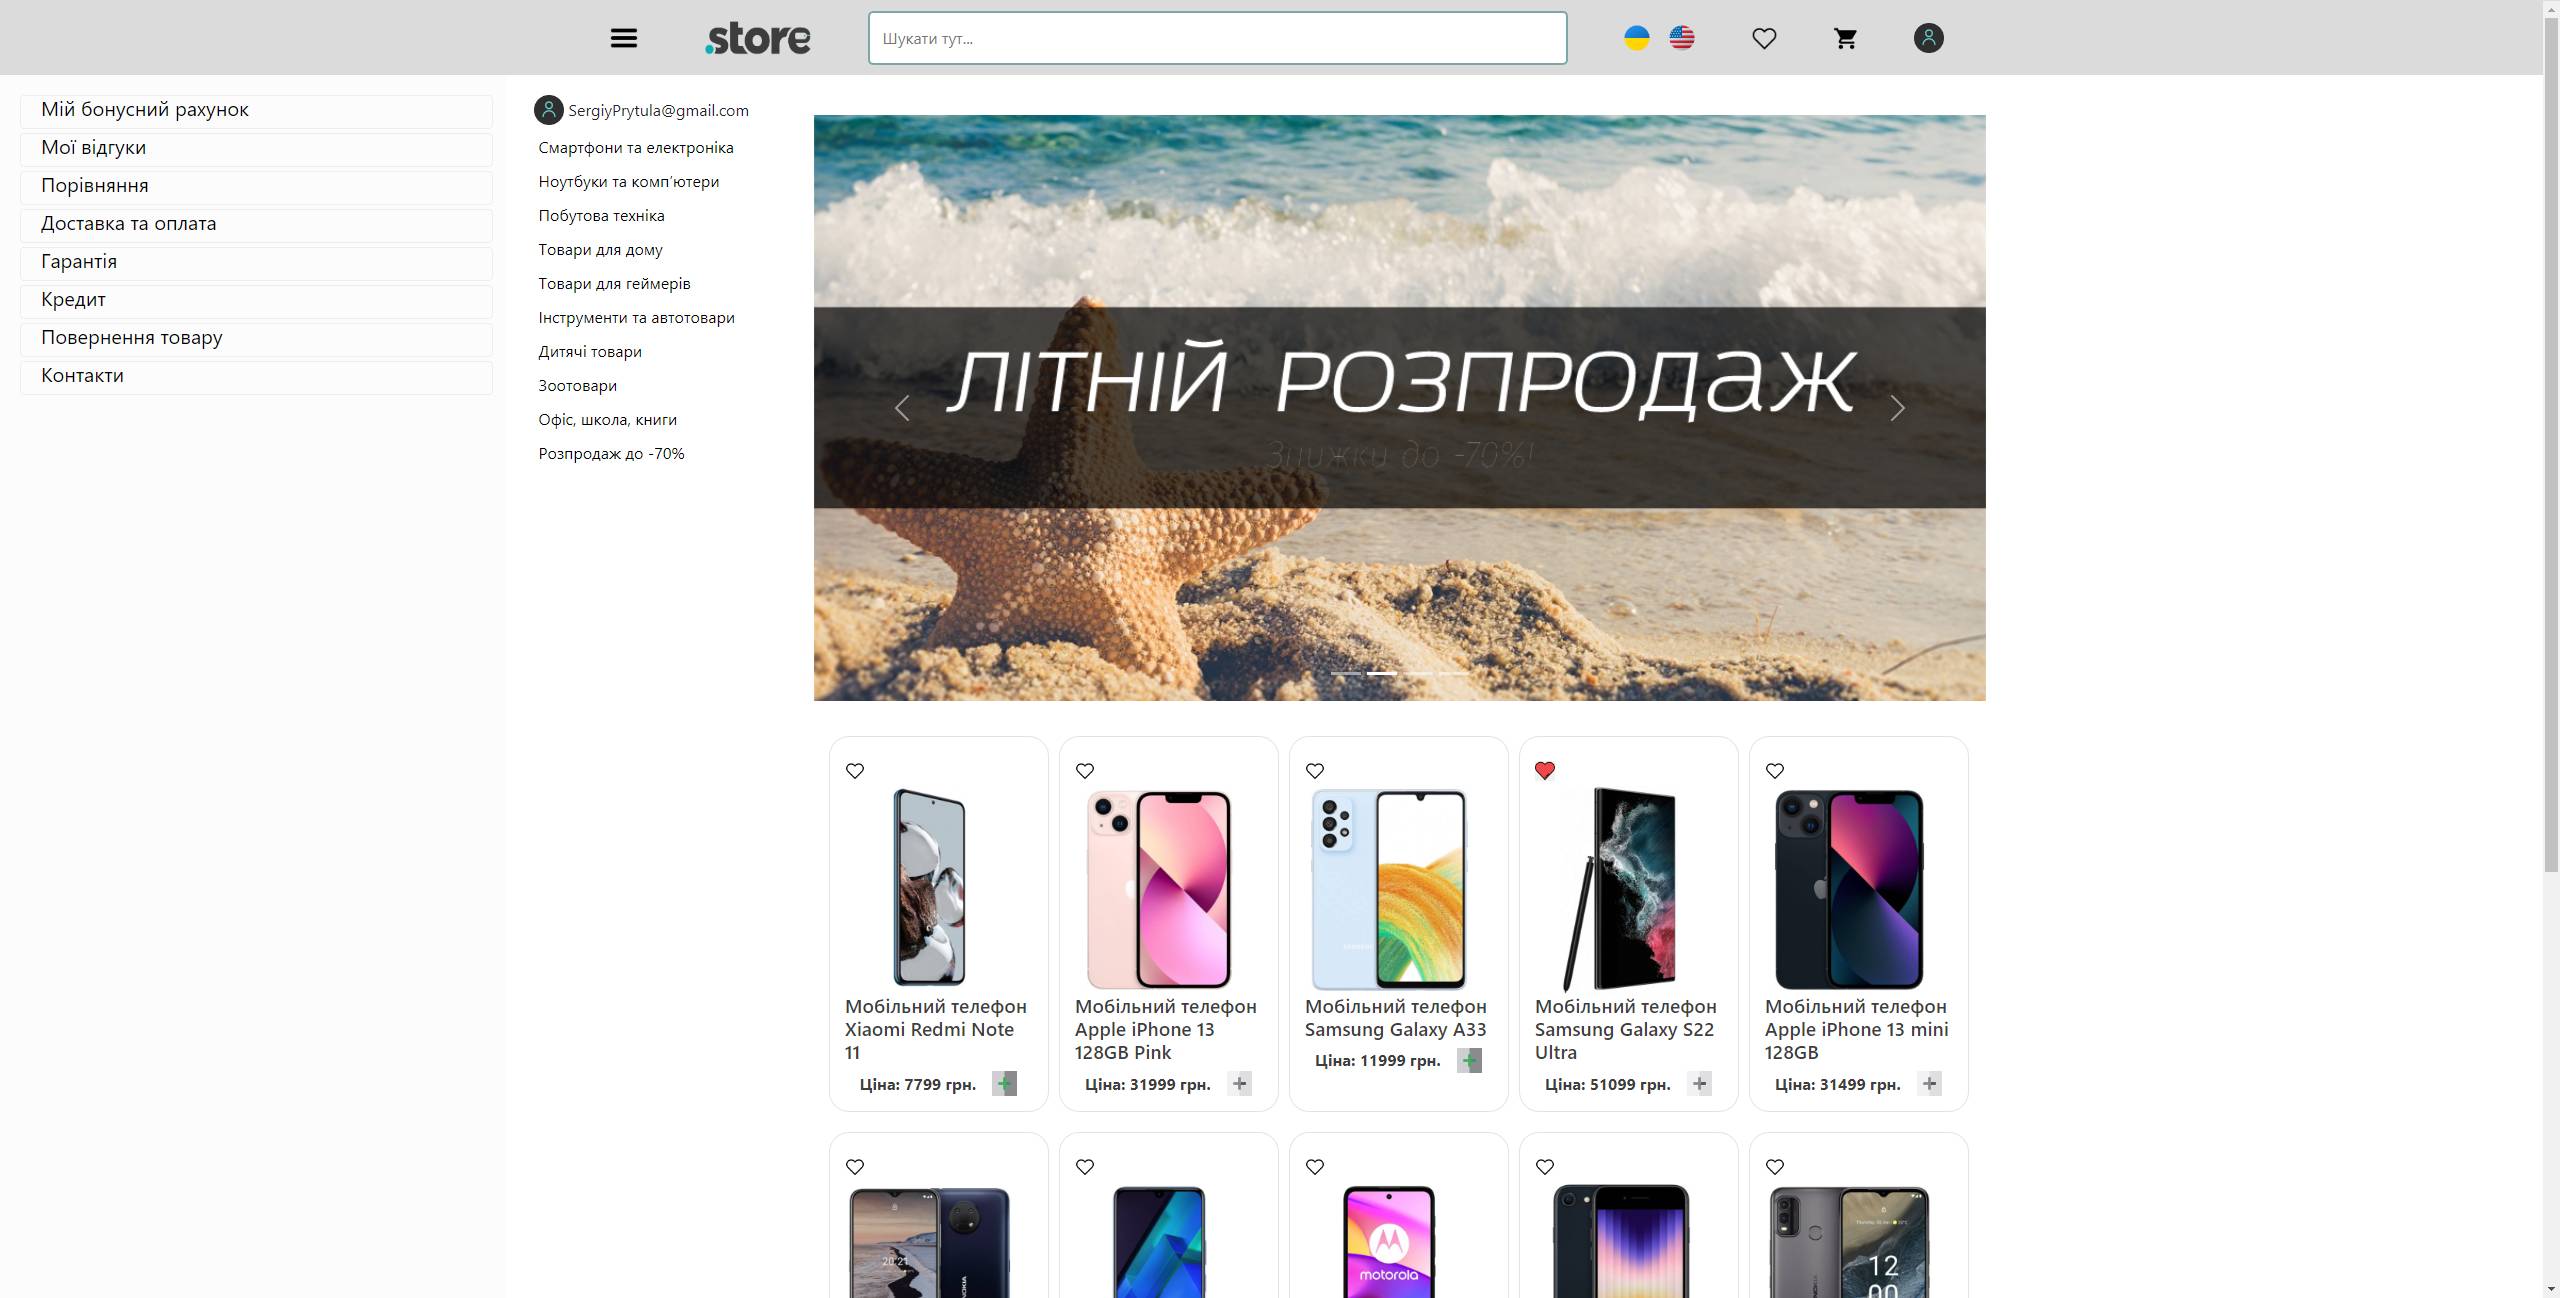 .store
Шукати тут...
Мій бонусний рахунок
Мої відгуки
Порівняння
Доставка та оплата
Гарантія
Кредит
Повернення товару
Контакти
SergiyPrytula@gmail.com
Смартфони та електроніка
Ноутбуки та комп'ютери
Побутова техніка
Товари для дому
Товари для геймерів
Інструменти та автотовари
Дитячі товари
Зоотовари
Офіс, школа, книги
Розпродаж до -70%
ЛІТНІЙ РОЗПРОДАЖ
Знижки до -70%!
Мобільний телефон
Xiaomi Redmi Note
11
Ціна: 7799 грн.
Мобільний телефон
Apple iPhone 13
128GB Pink
Ціна: 31999 грн.
Мобільний телефон
Samsung Galaxy A33
Ціна: 11999 грн.
Мобільний телефон
Samsung Galaxy S22
Ultra
Ціна: 51099 грн.
Мобільний телефон
Apple iPhone 13 mini
128GB
Ціна: 31499 грн.
20:21
NOKIA
motorola
12
00